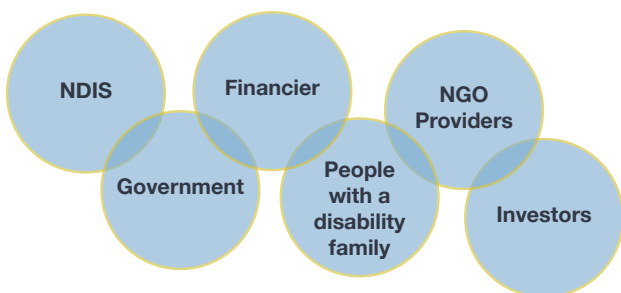 NDIS
Government
Financier
People
with a
disability
family
NGO
Providers
Investors